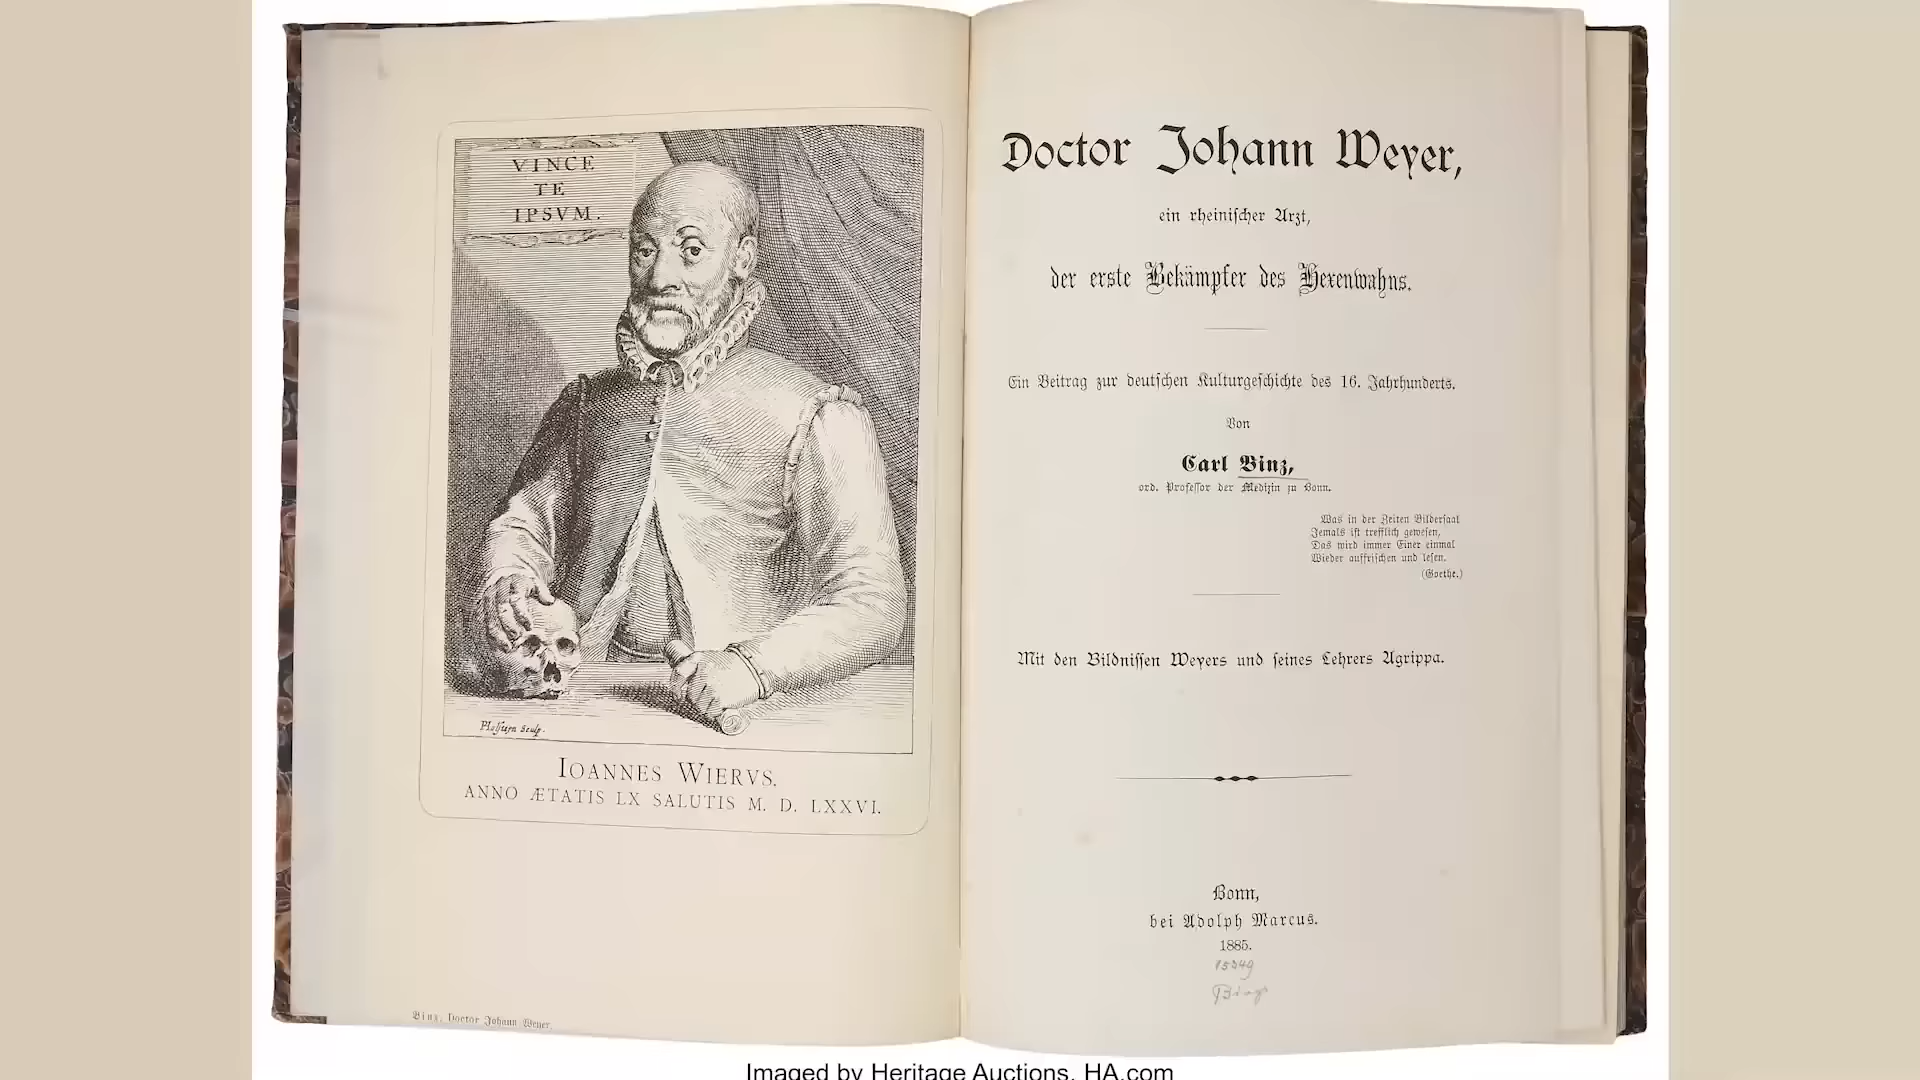 VINCE
TE
IPSVM.
IOANNES WIERVS.
ANNO ÆTATIS LX SALUTIS M. D. LXXVI.
Binz, Doctor Johann Weyer.
Doctor Johann Weyer,
ein rheinischer Arzt,
der erste Bekämpfer des Hexenwahns.
Ein Beitrag zur deutschen Kulturgeschichte des 16. Jahrhunderts.
Von
Carl Binz,
ord. Professor der Medizin zu Bonn.
Was in der Zeiten Bildersaal
Jemals ist trefflich gewesen,
Das wird immer Einer einmal
Wieder auffrischen und lesen.
(Goethe.)
Mit den Bildnissen Weyers und seines Lehrers Agrippa.
Bonn,
bei Adolph Marcus.
1885.
Imaged by Heritage Auctions, HA.com